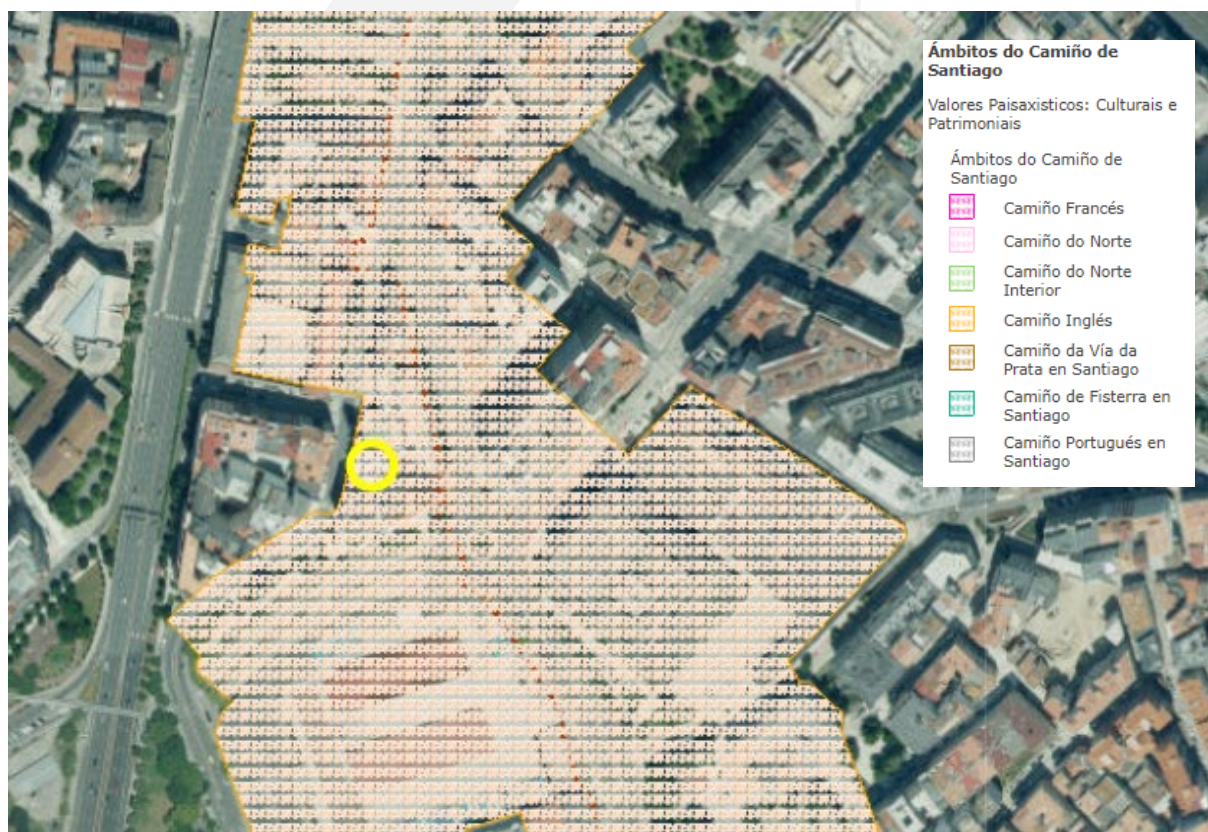 Ámbitos do Camiño de
Santiago
Valores Paisaxisticos: Culturais e
Patrimoniais
Ámbitos do Camiño de
Santiago
Camiño Francés
Camiño do Norte
Camiño do Norte
Interior
Camiño Inglés
Camiño da Vía da
Prata en Santiago
Camiño de Fisterra en
Santiago
Camiño Portugués en
Santiago